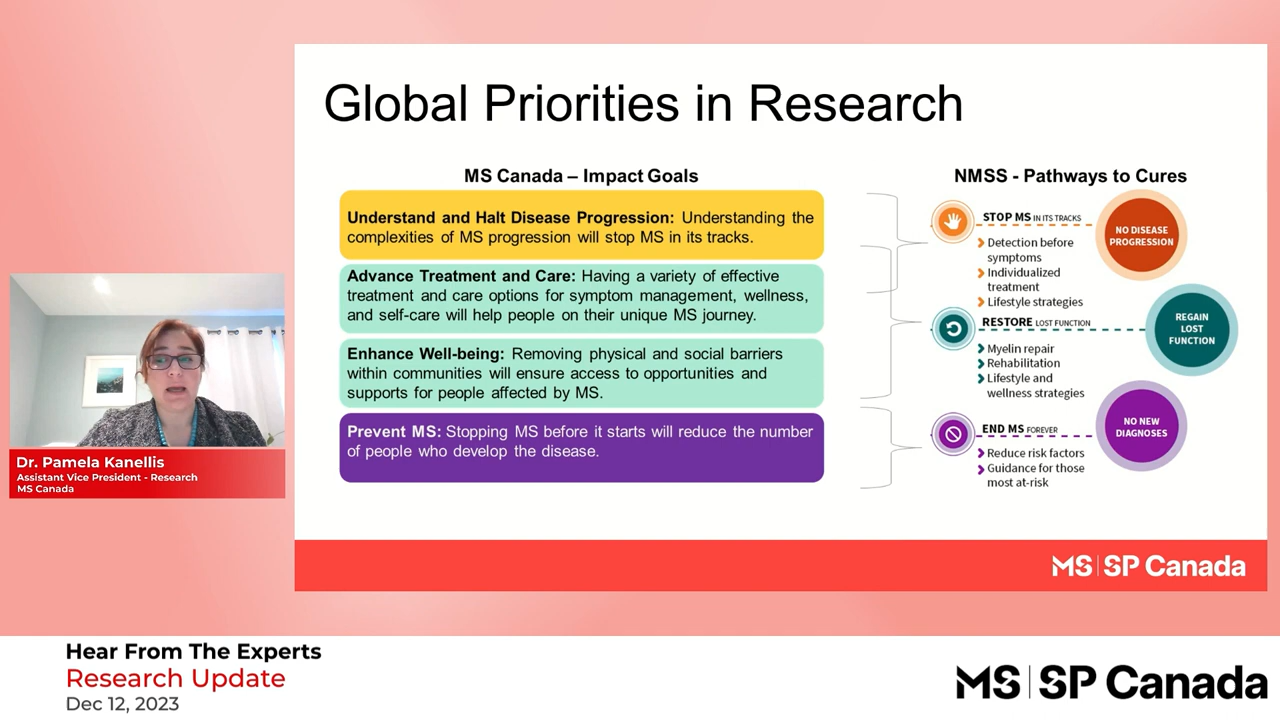 Global Priorities in Research
MS Canada – Impact Goals
Understand and Halt Disease Progression: Understanding the
complexities of MS progression will stop MS in its tracks.
Advance Treatment and Care: Having a variety of effective
treatment and care options for symptom management, wellness,
and self-care will help people on their unique MS journey.
Enhance Well-being: Removing physical and social barriers
within communities will ensure access to opportunities and
supports for people affected by MS.
Prevent MS: Stopping MS before it starts will reduce the number
of people who develop the disease.
NMSS - Pathways to Cures
STOP MS IN ITS TRACKS
Detection before
symptoms
Individualized
treatment
Lifestyle strategies
NO DISEASE
PROGRESSION
RESTORE LOST FUNCTION
Myelin repair
Rehabilitation
Lifestyle and
wellness strategies
REGAIN
LOST
FUNCTION
END MS FOREVER
Reduce risk factors
Guidance for those
most at-risk
NO NEW
DIAGNOSES
MS SP Canada
Dr. Pamela Kanellis
Assistant Vice President - Research
MS Canada
Hear From The Experts
Research Update
Dec 12, 2023
MS SP Canada